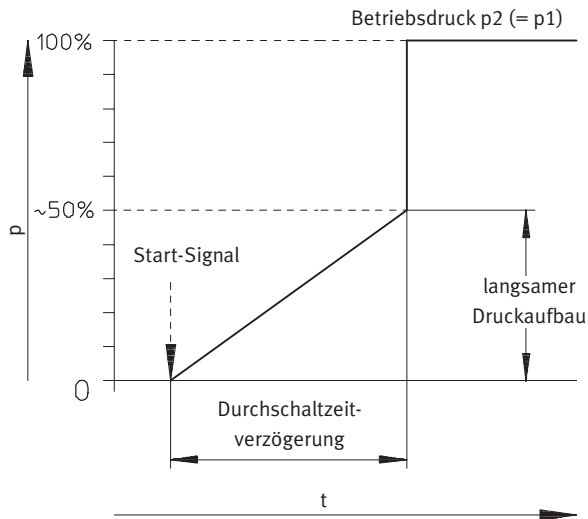 Betriebsdruck p2 (= p1)
100%
~50%
p
Start-Signal
langsamer
Druckaufbau
0
Durchschaltzeit-
verzögerung
t